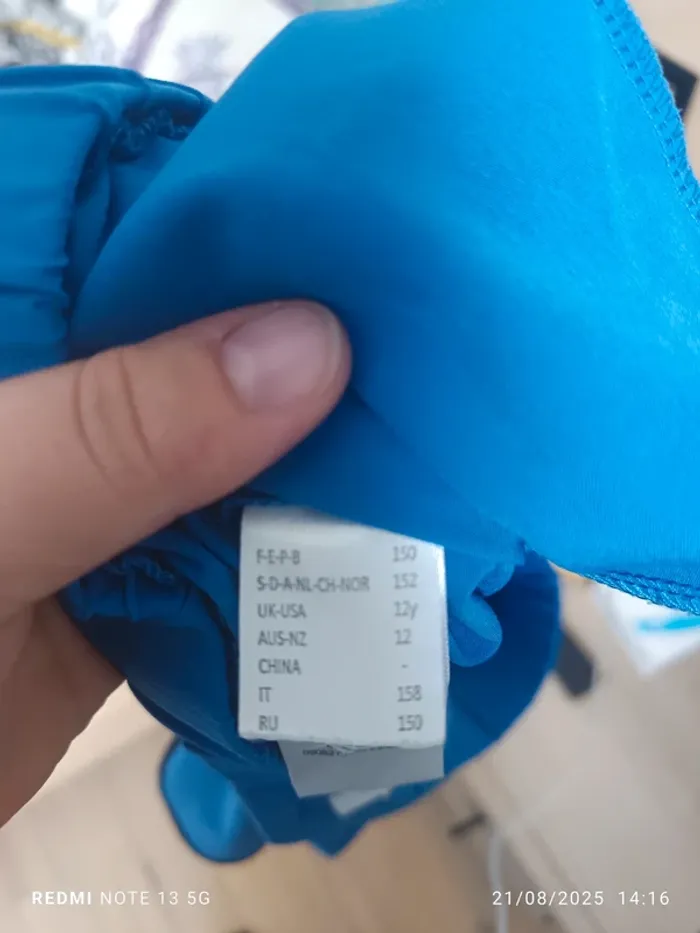 F-E-P-B 150
S-D-A-NL-CH-NOR 152
UK-USA 12y
AUS-NZ 12
CHINA -
IT 158
RU 150
REDMI NOTE 13 5G
21/08/2025 14:16